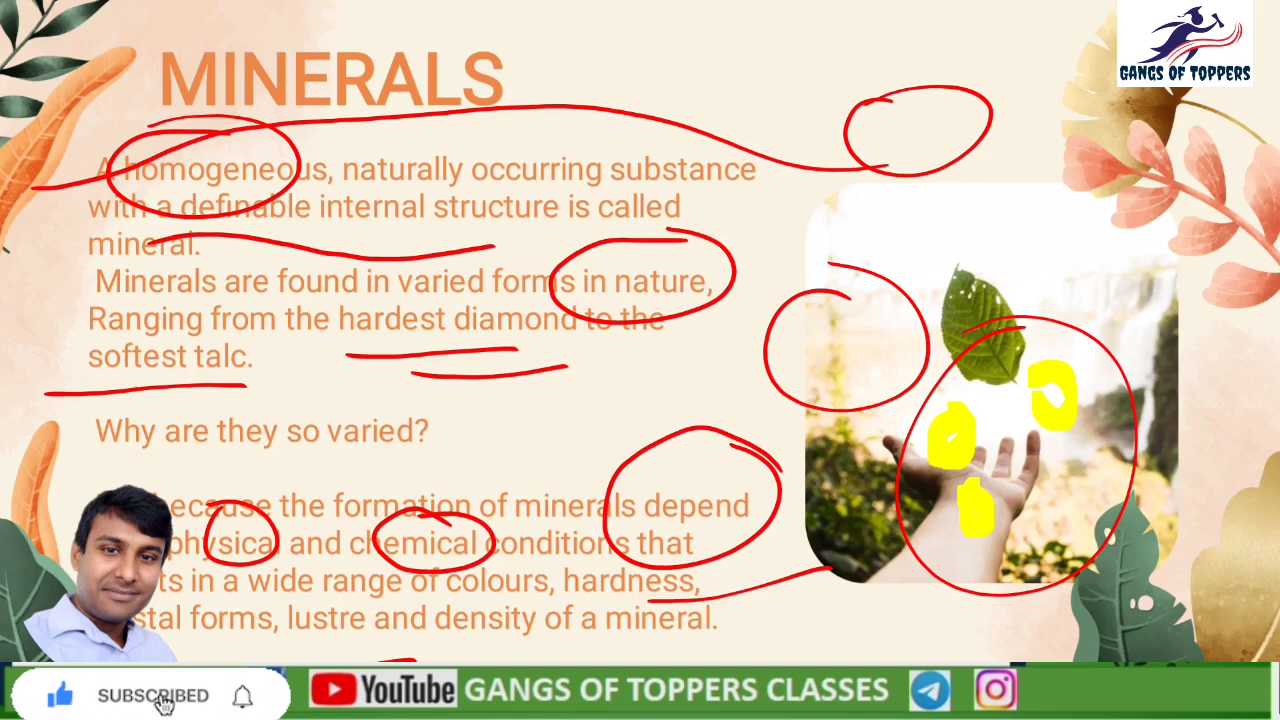 GANGS OF TOPPERS
MINERALS
A homogeneous, naturally occurring substance
with a definable internal structure is called
mineral.
Minerals are found in varied forms in nature,
Ranging from the hardest diamond to the
softest talc.
Why are they so varied?
because the formation of minerals depend
physical and chemical conditions that
in a wide range of colours, hardness,
forms, lustre and density of a mineral.
SUBSCRIBED
YouTube GANGS OF TOPPERS CLASSES